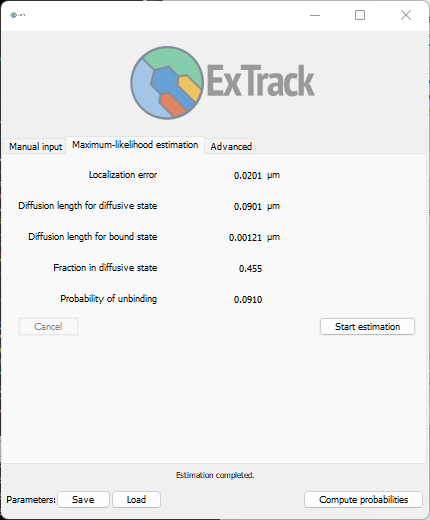 ExTrack
Manual input Maximum-likelihood estimation Advanced
Localization error 0.0201 µm
Diffusion length for diffusive state 0.0901 µm
Diffusion length for bound state 0.00121 µm
Fraction in diffusive state 0.455
Probability of unbinding 0.0910
Cancel Start estimation
Estimation completed.
Parameters: Save Load Compute probabilities